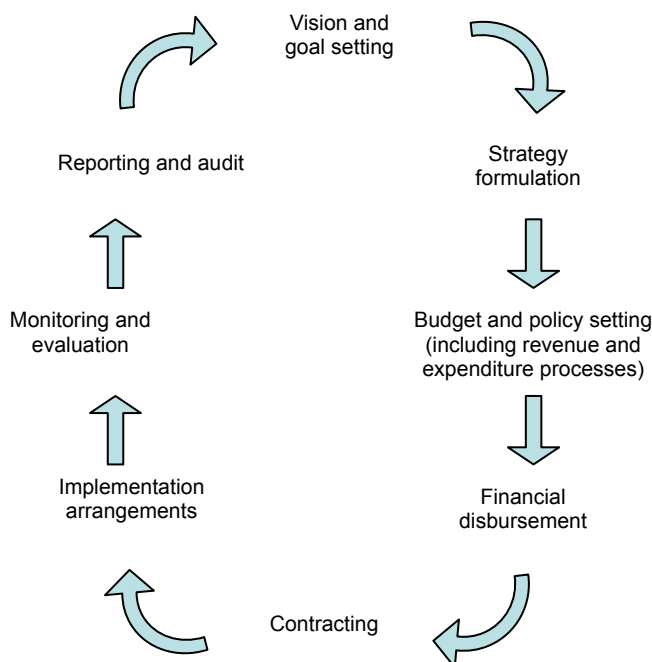 Vision and
goal setting
Strategy
formulation
Budget and policy setting
(including revenue and
expenditure processes)
Financial
disbursement
Contracting
Implementation
arrangements
Monitoring and
evaluation
Reporting and audit